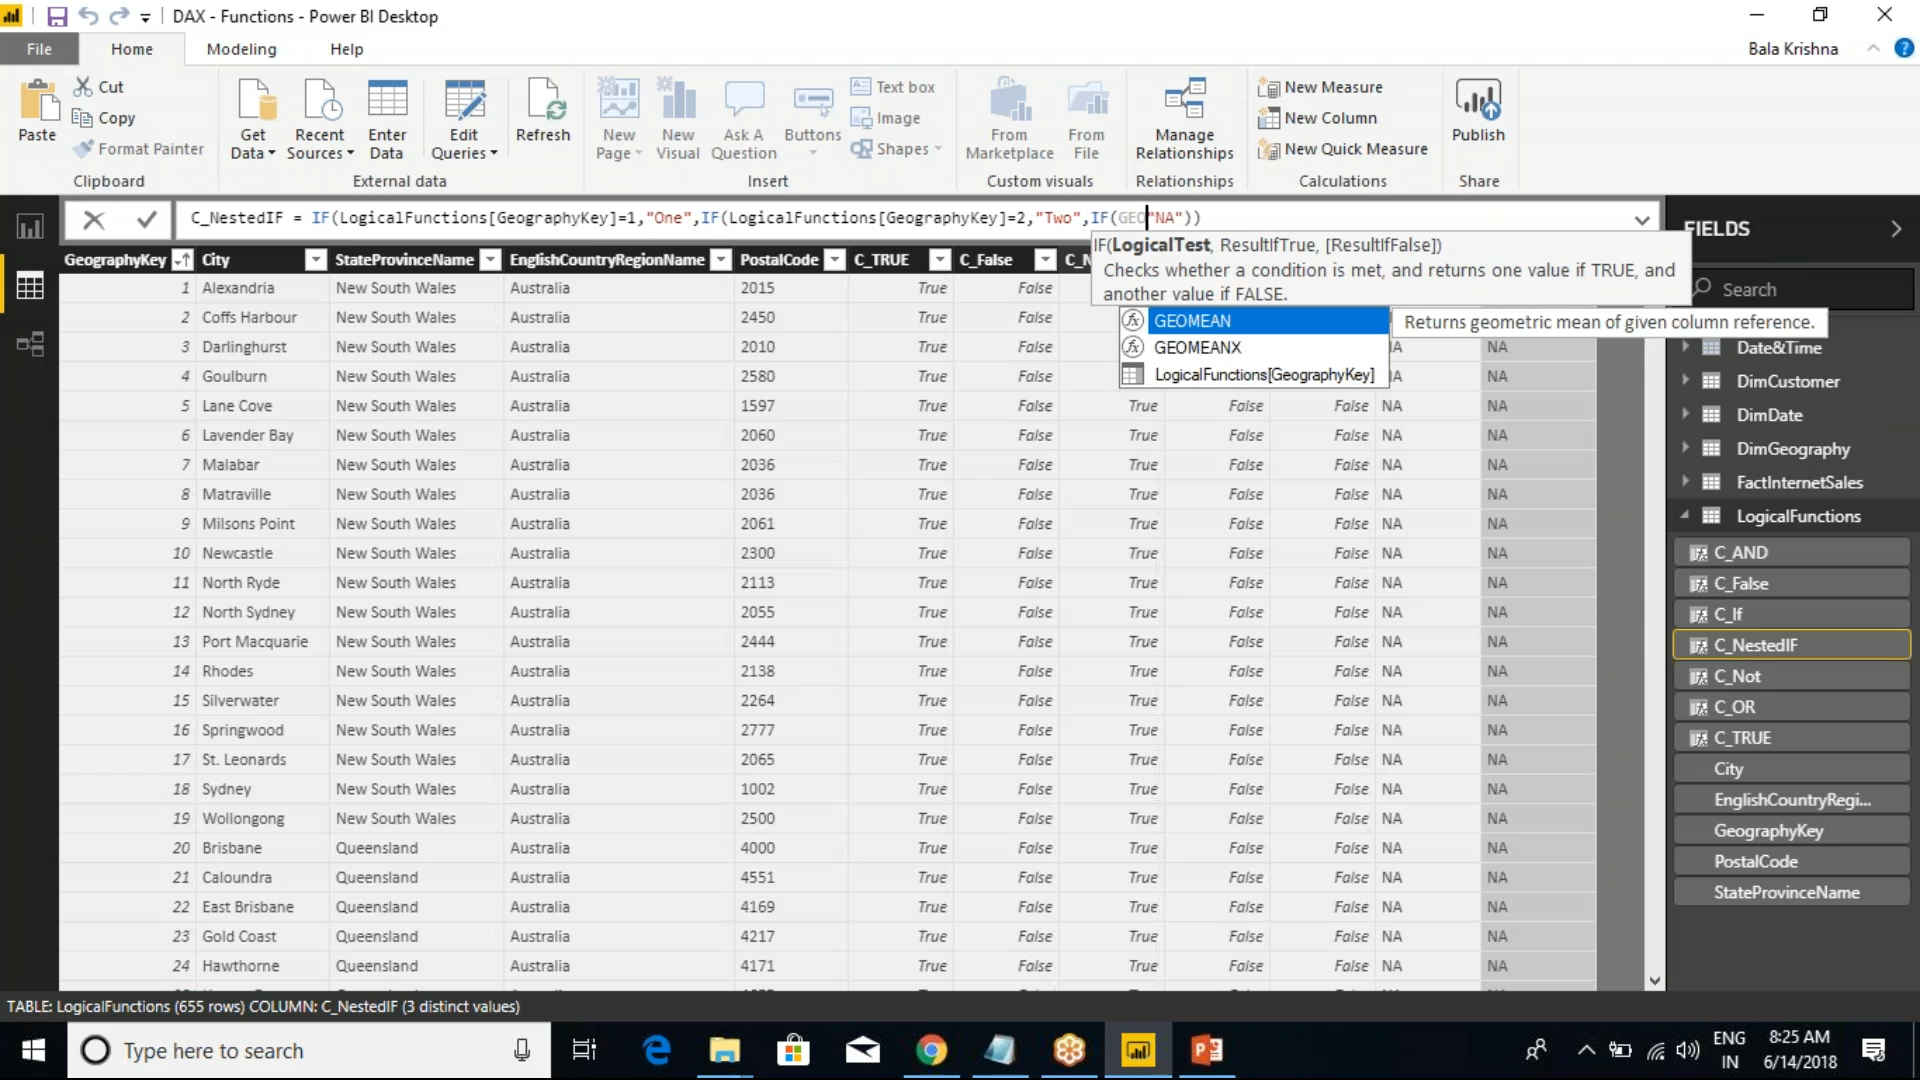 DAX - Functions - Power BI Desktop
File Home Modeling Help Bala Krishna
Paste
Cut
Copy
Format Painter
Clipboard
Get Data
Recent Sources
Enter Data
Edit Queries
Refresh
External data
New Page
New Visual
Ask A Question
Buttons
Text box
Image
Shapes
Insert
From Marketplace
From File
Custom visuals
Manage Relationships
Relationships
New Measure
New Column
New Quick Measure
Calculations
Publish
Share
C_NestedIF = IF(LogicalFunctions[GeographyKey]=1,"One",IF(LogicalFunctions[GeographyKey]=2,"Two",IF(GEO"NA"))
IF(LogicalTest, ResultIfTrue, [ResultIfFalse])
Checks whether a condition is met, and returns one value if TRUE, and
another value if FALSE.
GEOMEAN
Returns geometric mean of given column reference.
GEOMEANX
LogicalFunctions[GeographyKey]
GeographyKey City StateProvinceName EnglishCountryRegionName PostalCode C_TRUE C_False C_N
1 Alexandria New South Wales Australia 2015 True False
2 Coffs Harbour New South Wales Australia 2450 True False
3 Darlinghurst New South Wales Australia 2010 True False NA
4 Goulburn New South Wales Australia 2580 True False NA
5 Lane Cove New South Wales Australia 1597 True False True False False NA NA
6 Lavender Bay New South Wales Australia 2060 True False True False False NA NA
7 Malabar New South Wales Australia 2036 True False True False False NA NA
8 Matraville New South Wales Australia 2036 True False True False False NA NA
9 Milsons Point New South Wales Australia 2061 True False True False False NA NA
10 Newcastle New South Wales Australia 2300 True False True False False NA NA
11 North Ryde New South Wales Australia 2113 True False True False False NA NA
12 North Sydney New South Wales Australia 2055 True False True False False NA NA
13 Port Macquarie New South Wales Australia 2444 True False True False False NA NA
14 Rhodes New South Wales Australia 2138 True False True False False NA NA
15 Silverwater New South Wales Australia 2264 True False True False False NA NA
16 Springwood New South Wales Australia 2777 True False True False False NA NA
17 St. Leonards New South Wales Australia 2065 True False True False False NA NA
18 Sydney New South Wales Australia 1002 True False True False False NA NA
19 Wollongong New South Wales Australia 2500 True False True False False NA NA
20 Brisbane Queensland Australia 4000 True False True False False NA NA
21 Caloundra Queensland Australia 4551 True False True False False NA NA
22 East Brisbane Queensland Australia 4169 True False True False False NA NA
23 Gold Coast Queensland Australia 4217 True False True False False NA NA
24 Hawthorne Queensland Australia 4171 True False True False False NA NA
FIELDS
Search
Date&Time
DimCustomer
DimDate
DimGeography
FactInternetSales
LogicalFunctions
C_AND
C_False
C_If
C_NestedIF
C_Not
C_OR
C_TRUE
City
EnglishCountryRegi...
GeographyKey
PostalCode
StateProvinceName
TABLE: LogicalFunctions (655 rows) COLUMN: C_NestedIF (3 distinct values)
Type here to search
ENG
IN
8:25 AM
6/14/2018